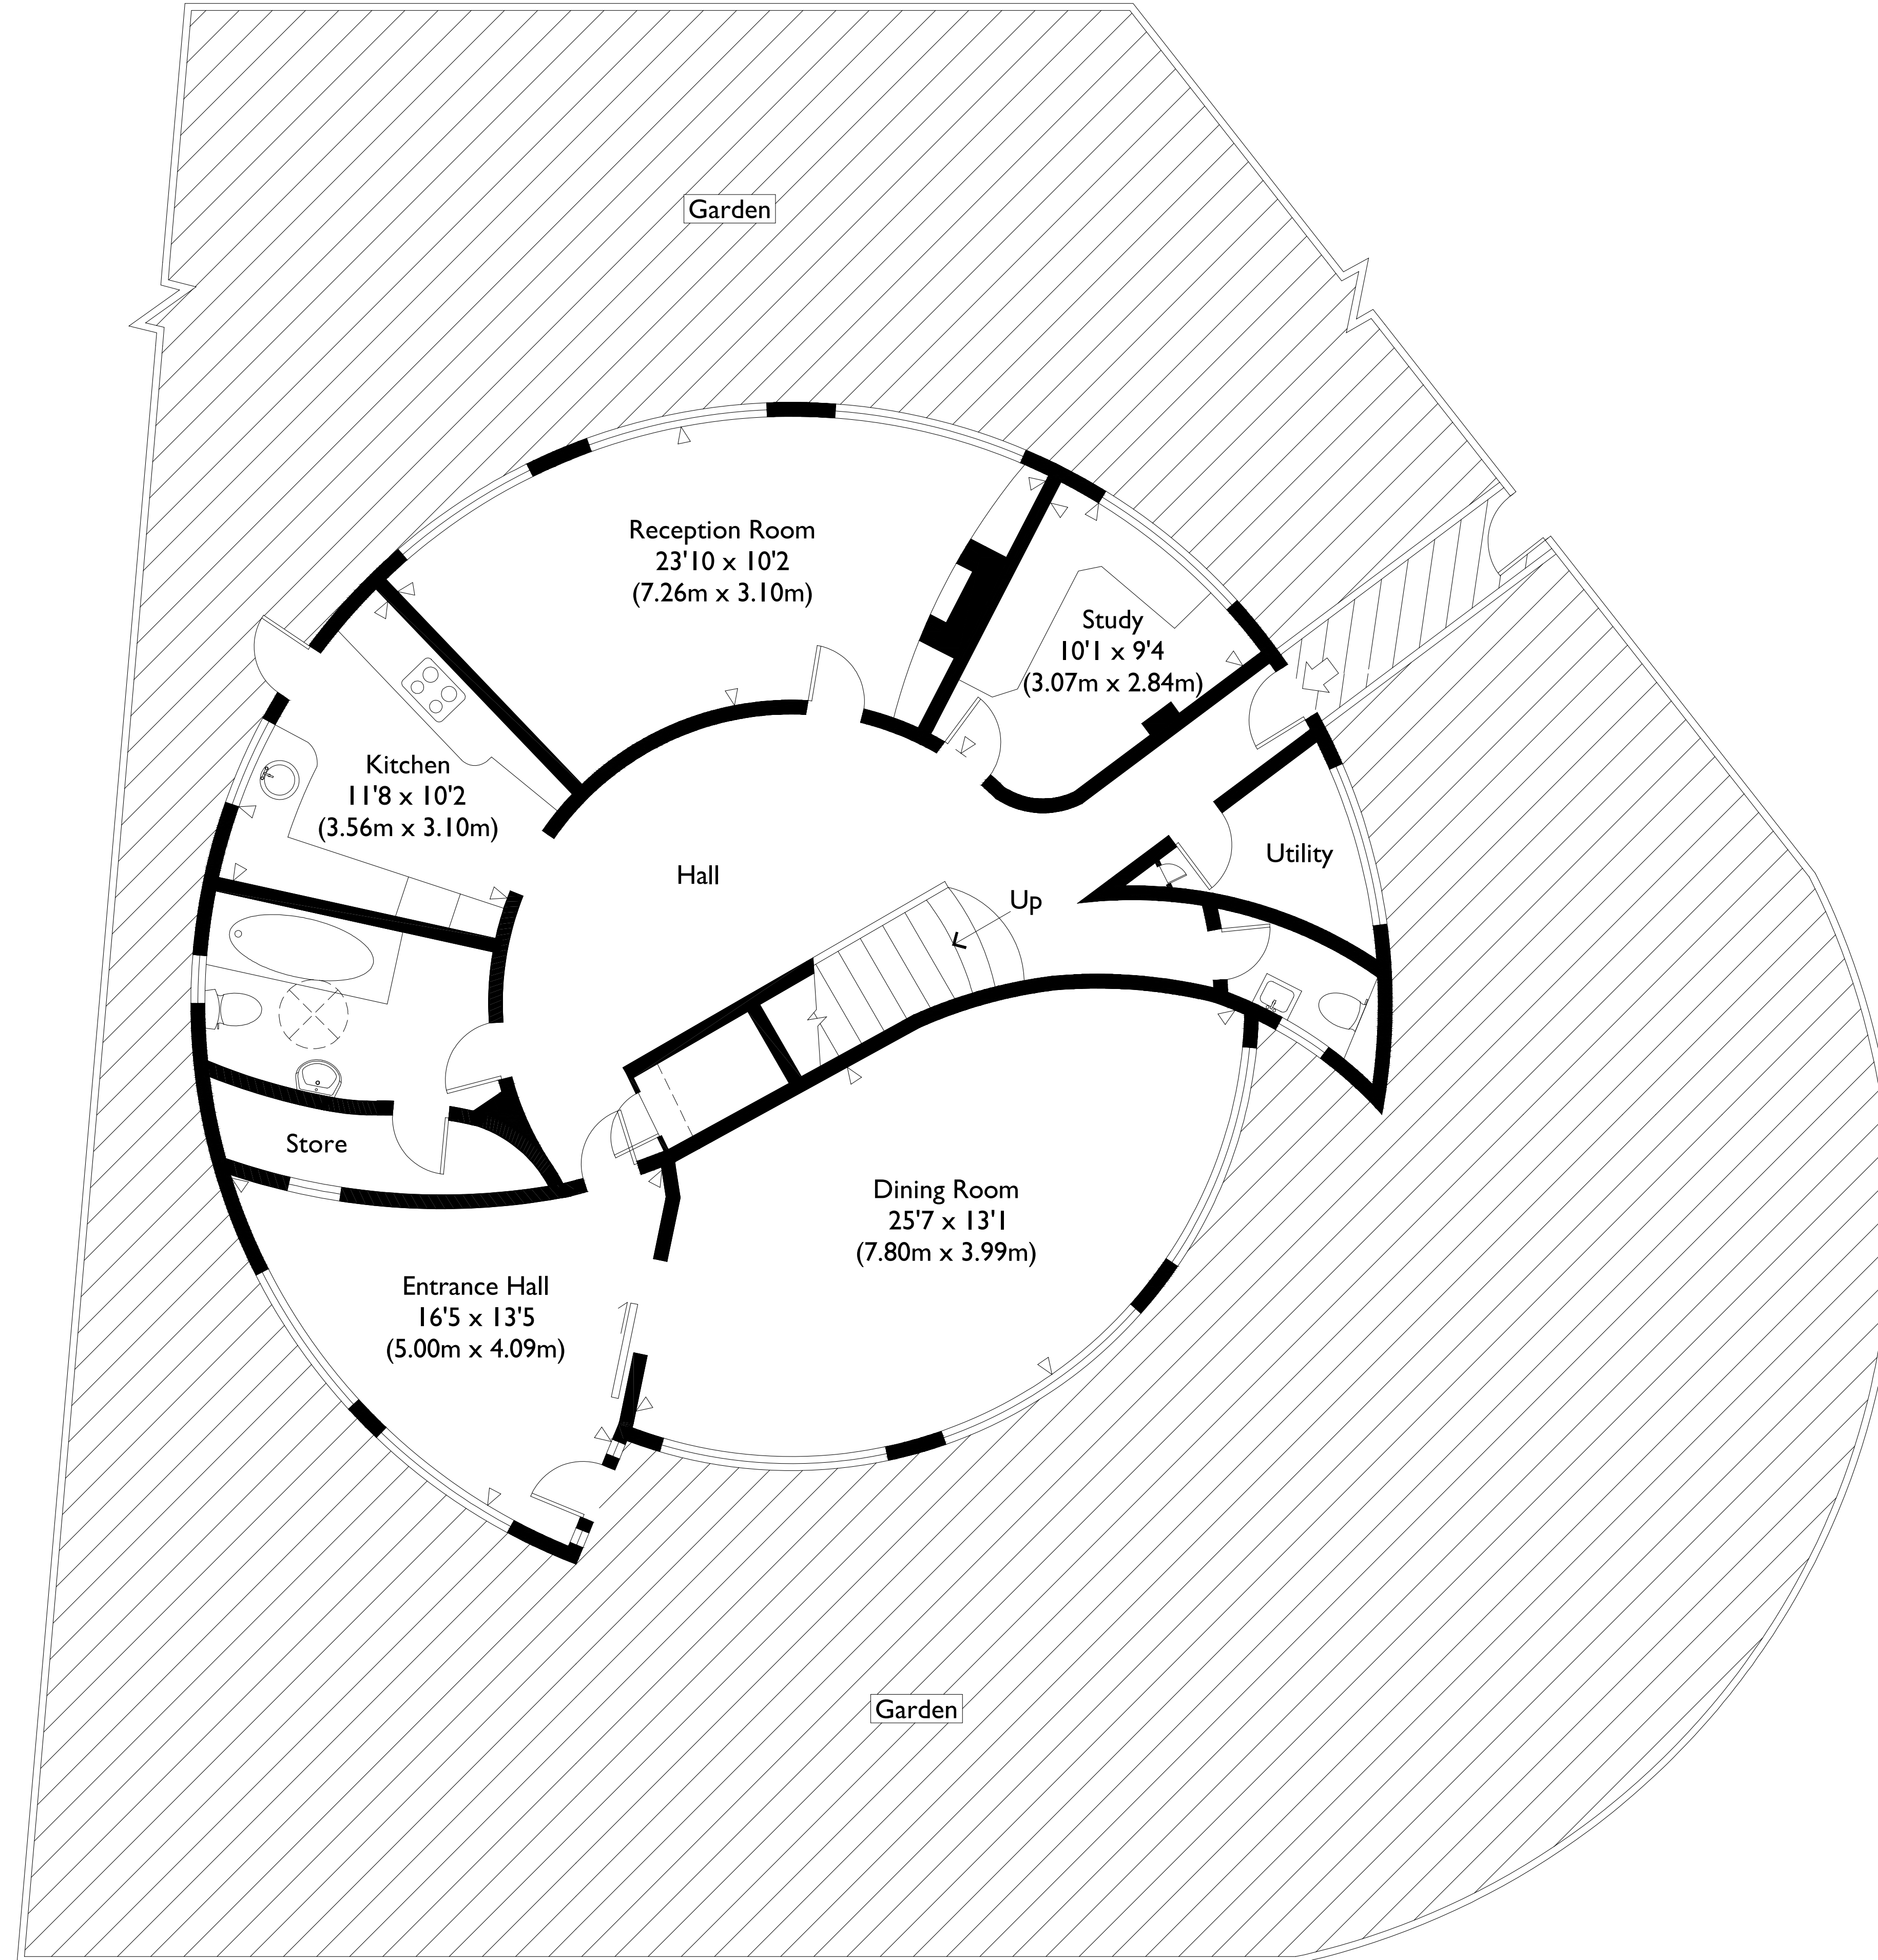 Garden
Reception Room
23'10 x 10'2
(7.26m x 3.10m)
Study
10'1 x 9'4
(3.07m x 2.84m)
Kitchen
11'8 x 10'2
(3.56m x 3.10m)
Utility
Hall
Up
Store
Dining Room
25'7 x 13'1
(7.80m x 3.99m)
Entrance Hall
16'5 x 13'5
(5.00m x 4.09m)
Garden